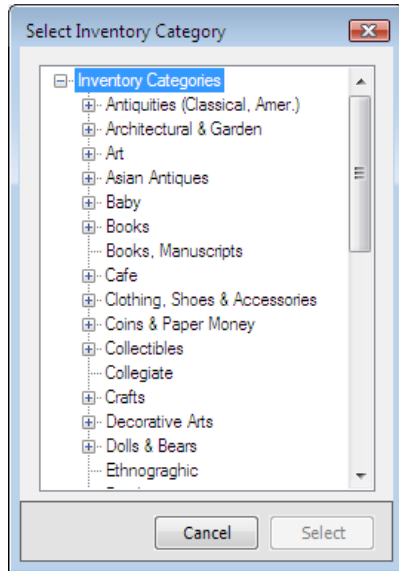 Select Inventory Category
Inventory Categories
Antiquities (Classical, Amer.)
Architectural & Garden
Art
Asian Antiques
Baby
Books
Books, Manuscripts
Cafe
Clothing, Shoes & Accessories
Coins & Paper Money
Collectibles
Collegiate
Crafts
Decorative Arts
Dolls & Bears
Ethnograghic
Cancel
Select